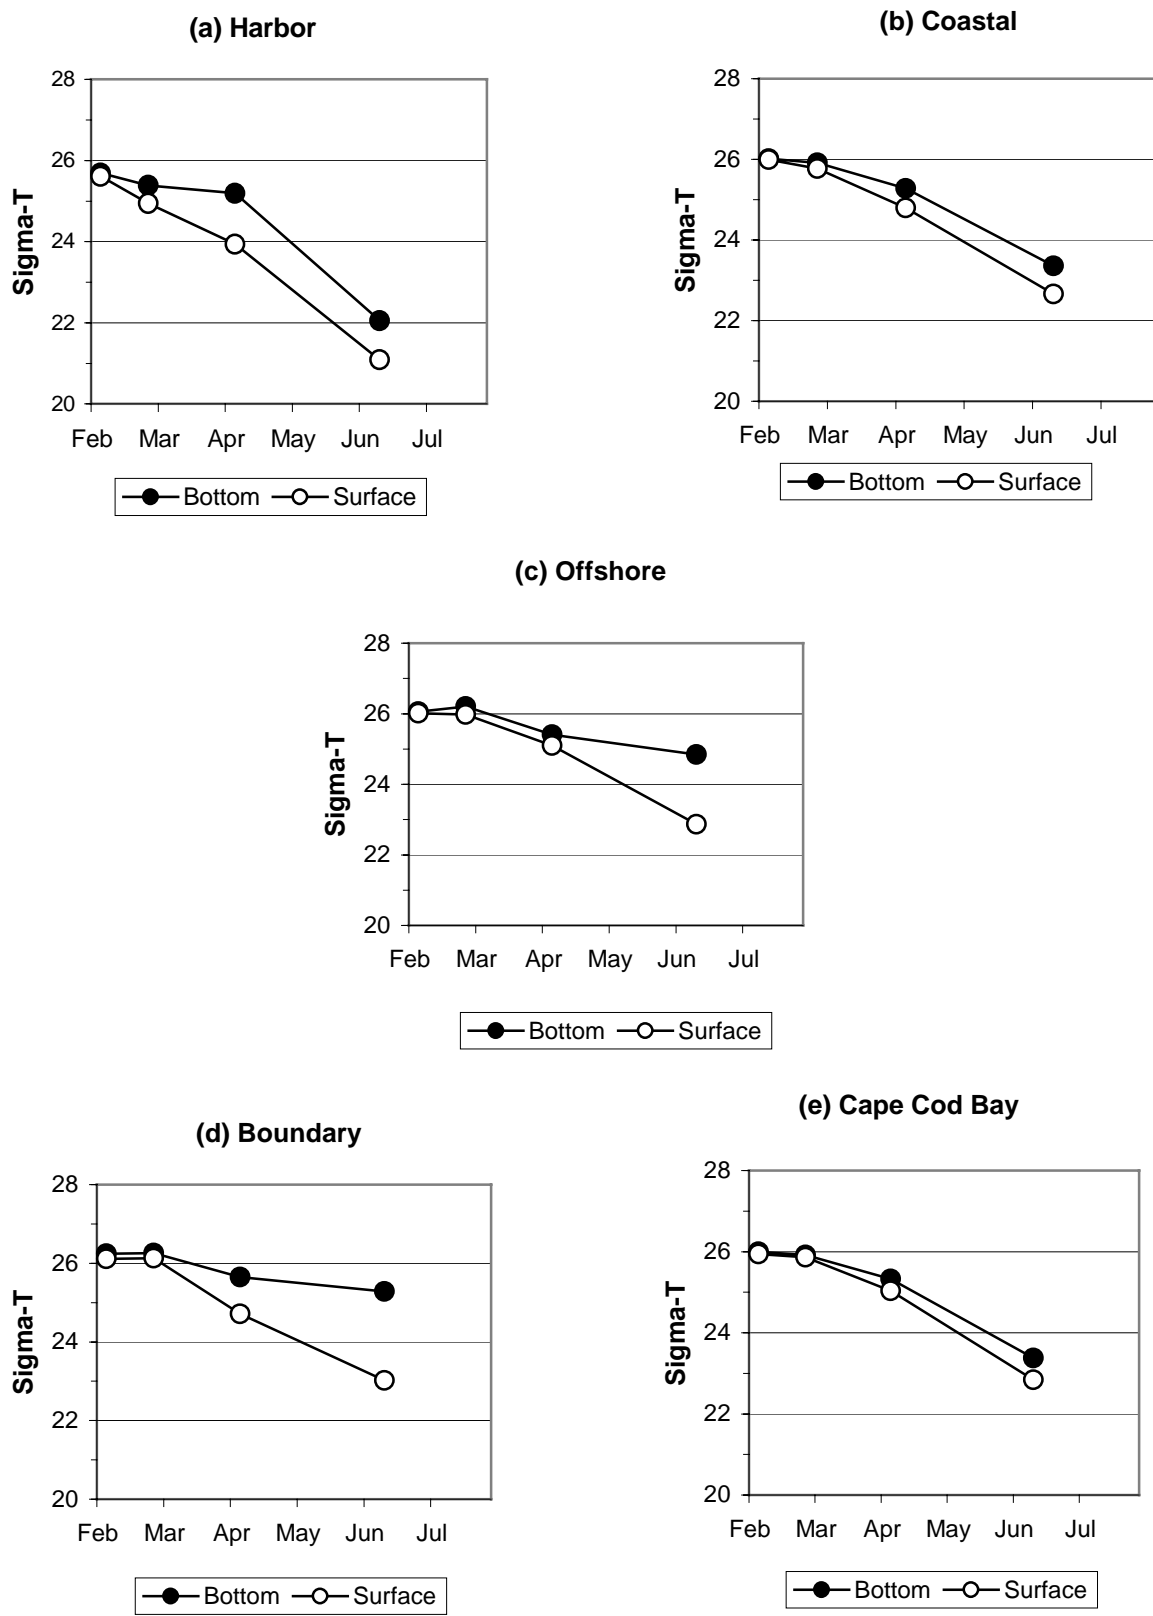 (a) Harbor
28
26
24
22
20
Sigma-T
Feb Mar Apr May Jun Jul
Bottom Surface
(b) Coastal
28
26
24
22
20
Sigma-T
Feb Mar Apr May Jun Jul
Bottom Surface
(c) Offshore
28
26
24
22
20
Sigma-T
Feb Mar Apr May Jun Jul
Bottom Surface
(d) Boundary
28
26
24
22
20
Sigma-T
Feb Mar Apr May Jun Jul
Bottom Surface
(e) Cape Cod Bay
28
26
24
22
20
Sigma-T
Feb Mar Apr May Jun Jul
Bottom Surface